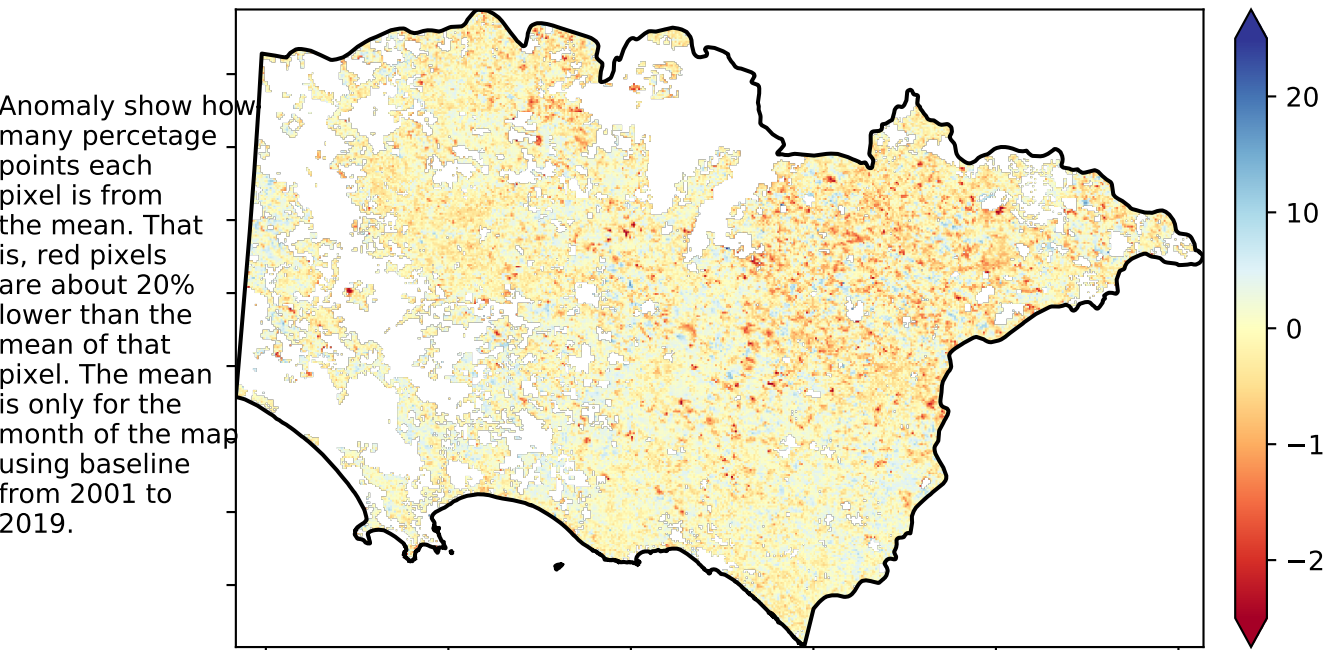 Anomaly show how
many percetage
points each
pixel is from
the mean. That
is, red pixels
are about 20%
lower than the
mean of that
pixel. The mean
is only for the
month of the map
using baseline
from 2001 to
2019.
20
10
0
−1
−2